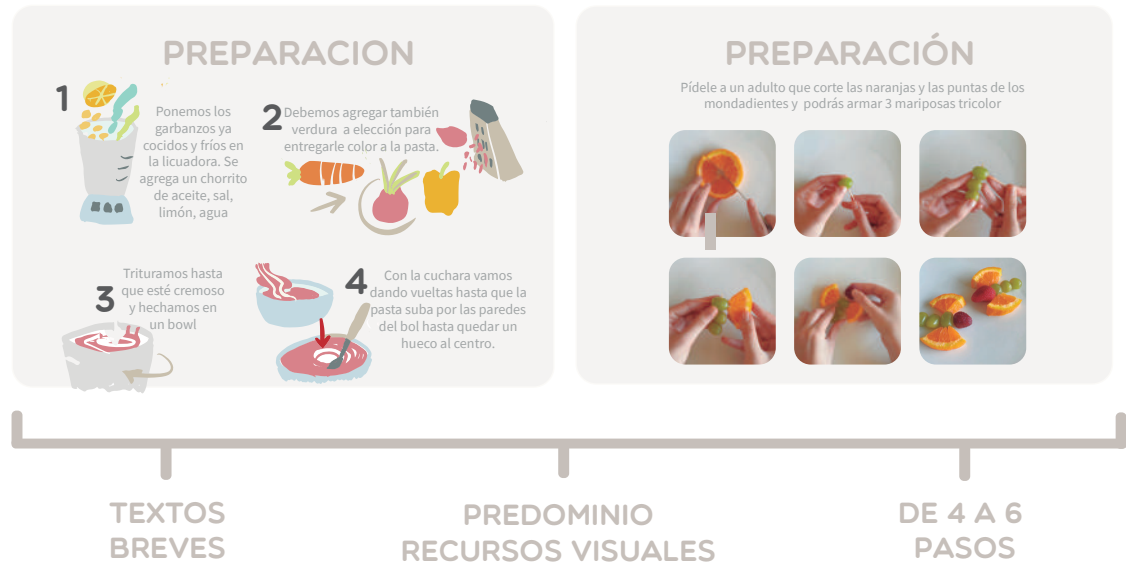 PREPARACION
1
Ponemos los
garbanzos ya
cocidos y fríos en
la licuadora. Se
agrega un chorrito
de aceite, sal,
limón, agua
2
Debemos agregar también
verdura a elección para
entregarle color a la pasta.
3
Trituramos hasta
que esté cremoso
y hechamos en
un bowl
4
Con la cuchara vamos
dando vueltas hasta que la
pasta suba por las paredes
del bol hasta quedar un
hueco al centro.
PREPARACIÓN
Pídele a un adulto que corte las naranjas y las puntas de los
mondadientes y podrás armar 3 mariposas tricolor
TEXTOS
BREVES
PREDOMINIO
RECURSOS VISUALES
DE 4 A 6
PASOS